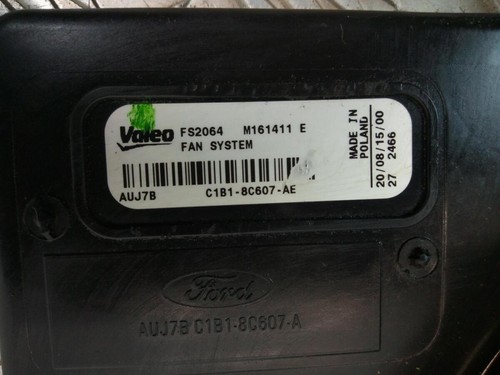 Valeo FS2064 M161411 E
FAN SYSTEM
AUJ7B C1B1-8C607-AE
MADE IN
POLAND
20/08/15/00
27 2466
Ford
AUJ7B C1B1-8C607-A